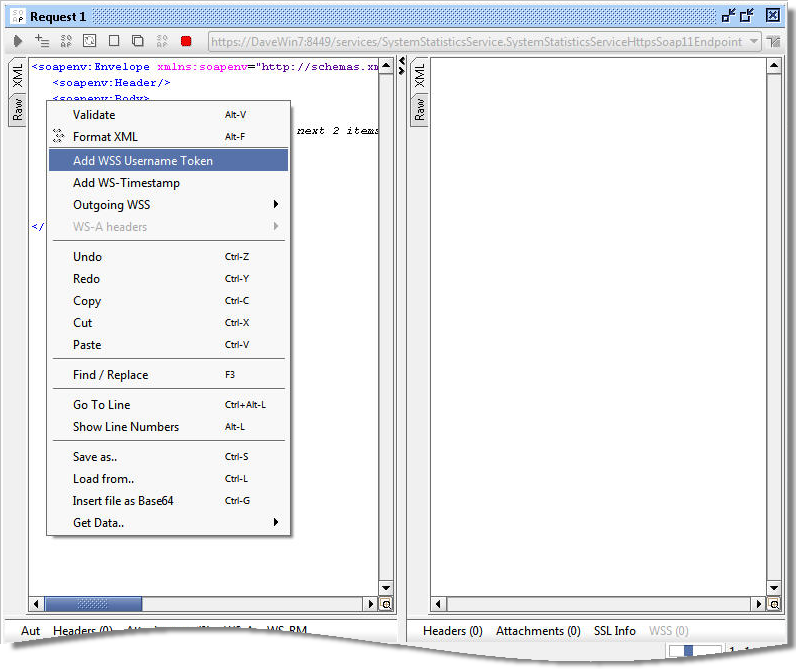 Request 1
https://DaveWin7:8449/services/SystemStatisticsService.SystemStatisticsServiceHttpsSoap11Endpoint
XML
Raw
<soapenv:Envelope xmlns:soapenv="http://schemas.xm
<soapenv:Header/>
<soapenv:Body>
next 2 items
</
Validate Alt-V
Format XML Alt-F
Add WSS Username Token
Add WS-Timestamp
Outgoing WSS
WS-A headers
Undo Ctrl-Z
Redo Ctrl-Y
Copy Ctrl-C
Cut Ctrl-X
Paste Ctrl-V
Find / Replace F3
Go To Line Ctrl+Alt-L
Show Line Numbers Alt-L
Save as.. Ctrl-S
Load from.. Ctrl-L
Insert file as Base64 Ctrl-G
Get Data..
XML
Raw
Aut Headers (0) WS-RM
Headers (0) Attachments (0) SSL Info WSS (0)